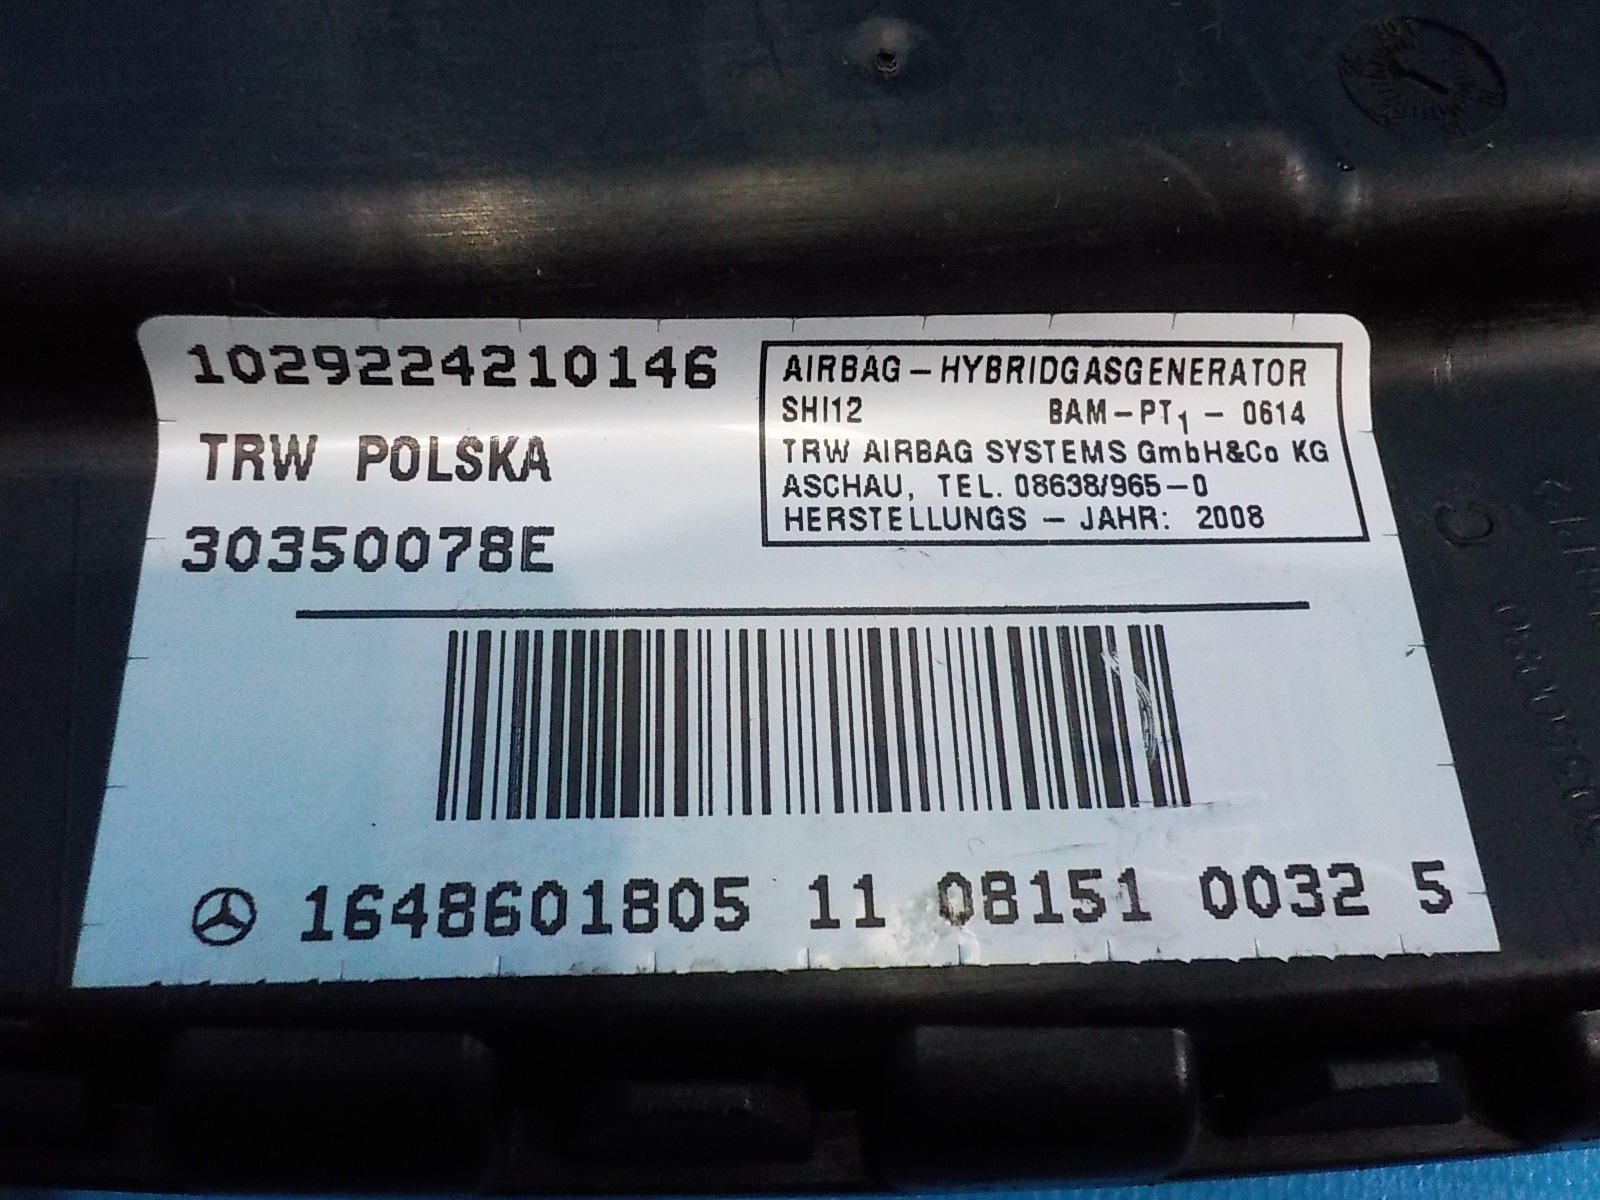 1029224210146
TRW POLSKA
30350078E
AIRBAG – HYBRIDGASGENERATOR
SHI12 BAM – PT1 – 0614
TRW AIRBAG SYSTEMS GmbH&Co KG
ASCHAU, TEL. 08638/965–0
HERSTELLUNGS – JAHR: 2008
1648601805 11 08151 0032 5
C